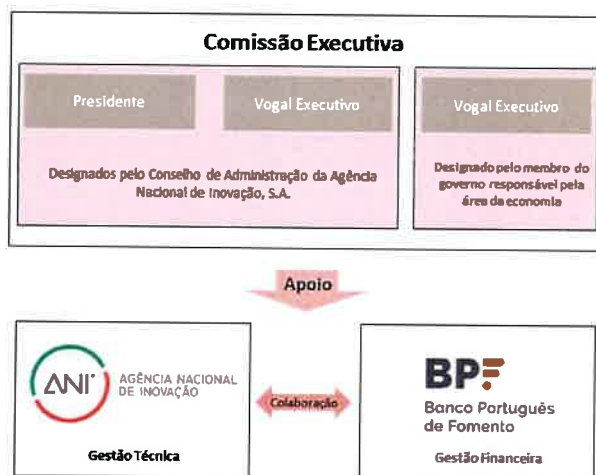 Comissão Executiva
Presidente
Vogal Executivo
Vogal Executivo
Designados pelo Conselho de Administração da Agência
Nacional de Inovação, S.A.
Designado pelo membro do
governo responsável pela
área da economia
Apoio
ANI
AGÊNCIA NACIONAL
DE INOVAÇÃO
Gestão Técnica
Colaboração
BPF
Banco Português
de Fomento
Gestão Financeira